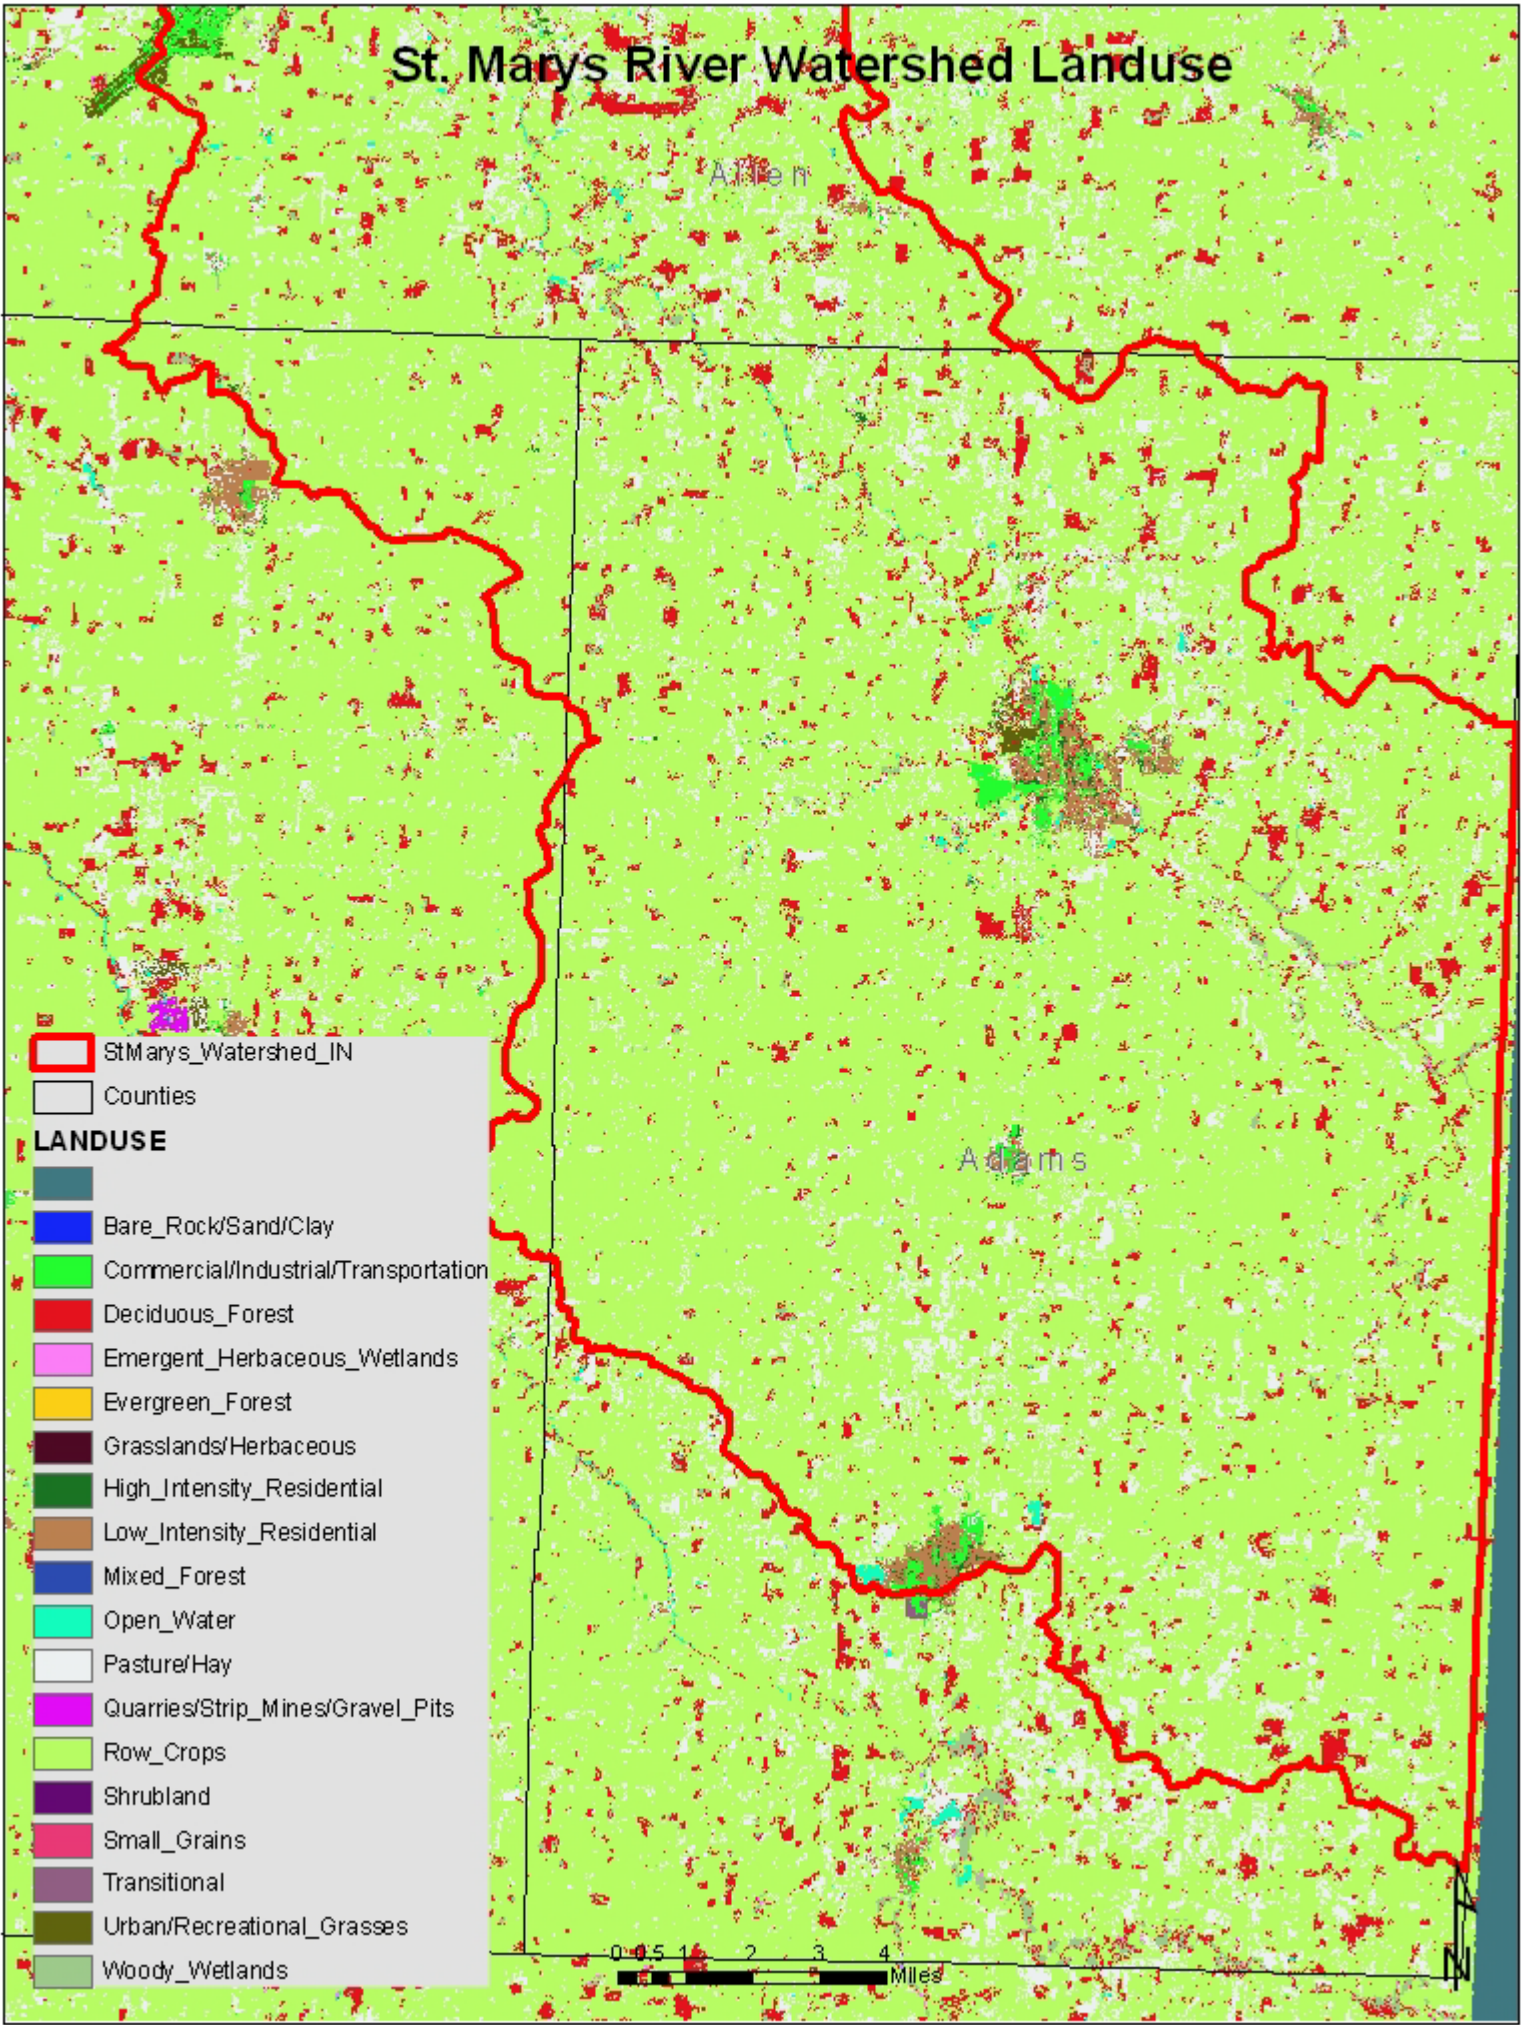 St. Marys River Watershed Landuse
Allen
Adams
StMarys_Watershed_IN
Counties
LANDUSE
Bare_Rock/Sand/Clay
Commercial/Industrial/Transportation
Deciduous_Forest
Emergent_Herbaceous_Wetlands
Evergreen_Forest
Grasslands/Herbaceous
High_Intensity_Residential
Low_Intensity_Residential
Mixed_Forest
Open_Water
Pasture/Hay
Quarries/Strip_Mines/Gravel_Pits
Row_Crops
Shrubland
Small_Grains
Transitional
Urban/Recreational_Grasses
Woody_Wetlands
0 0.5 1 2 3 4
Miles
N